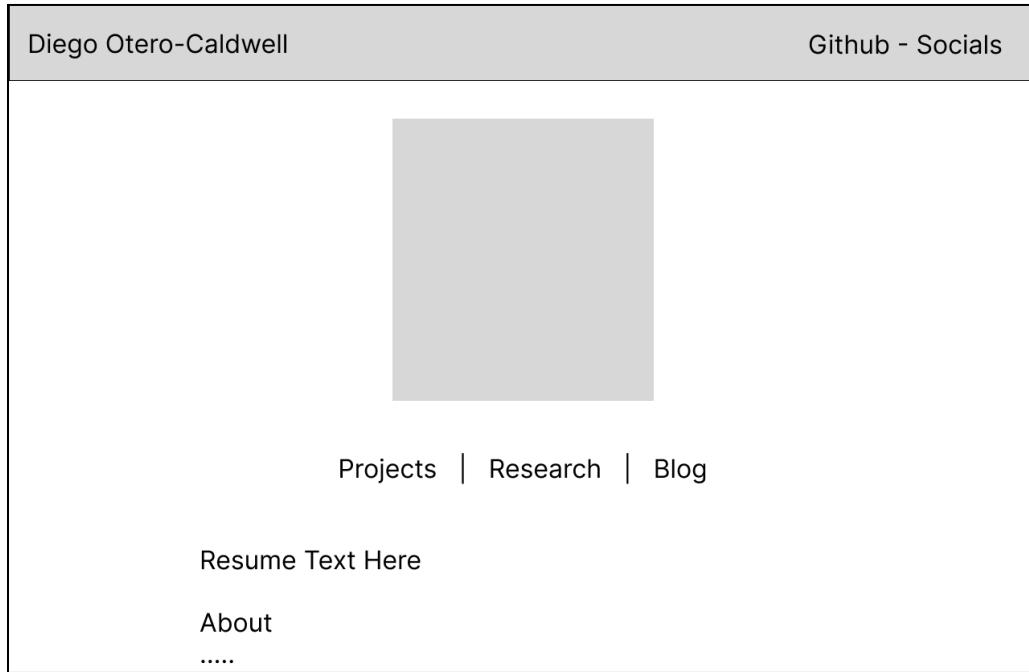 Diego Otero-Caldwell
Github - Socials
Projects | Research | Blog
Resume Text Here
About
.....